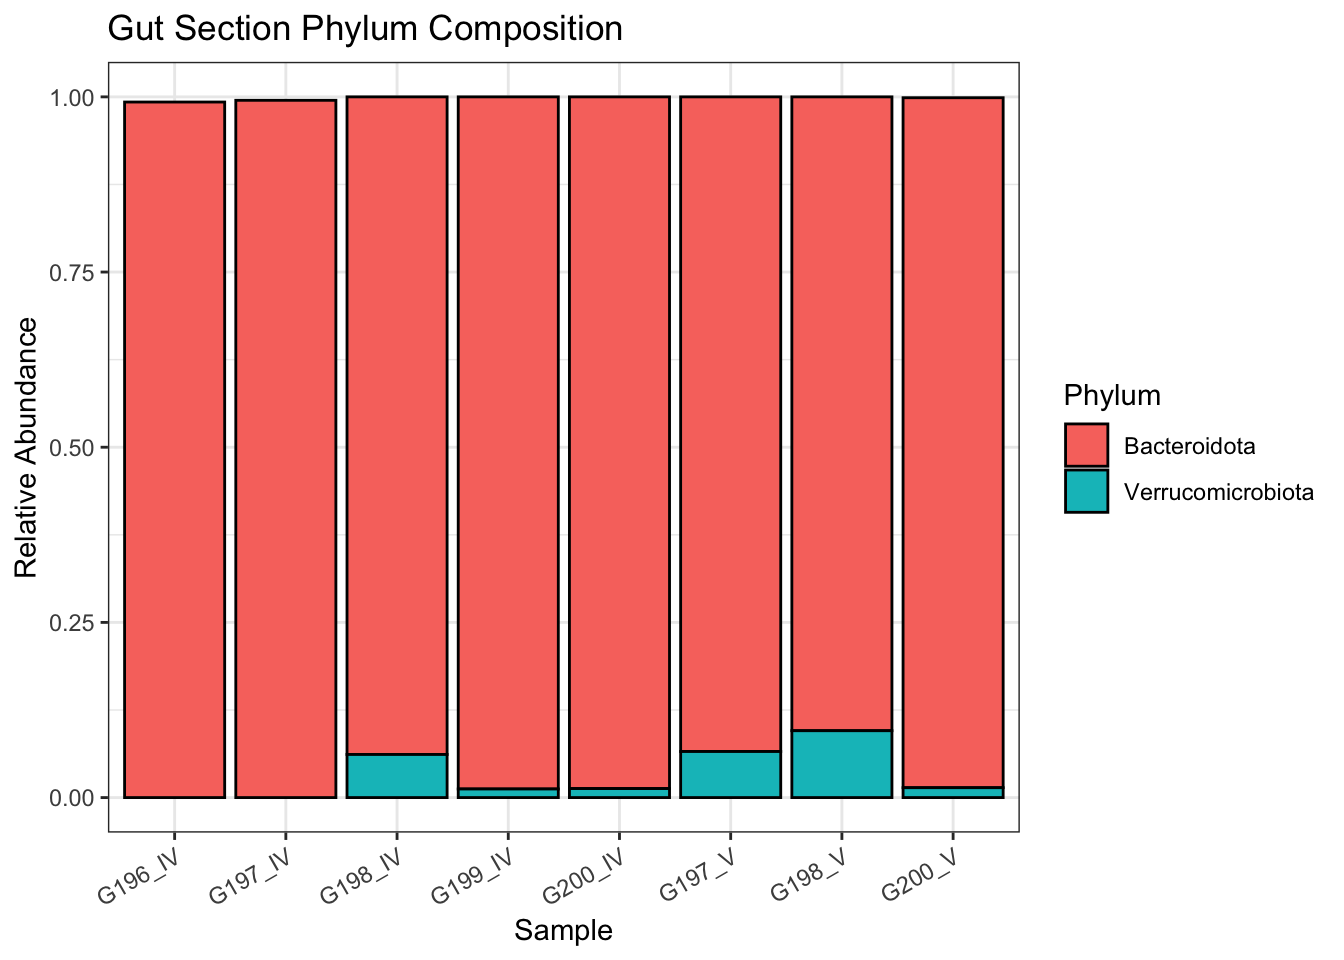 Gut Section Phylum Composition
Relative Abundance
1.00
0.75
0.50
0.25
0.00
G196_IV
G197_IV
G198_IV
G199_IV
G200_IV
G197_V
G198_V
G200_V
Sample
Phylum
Bacteroidota
Verrucomicrobiota